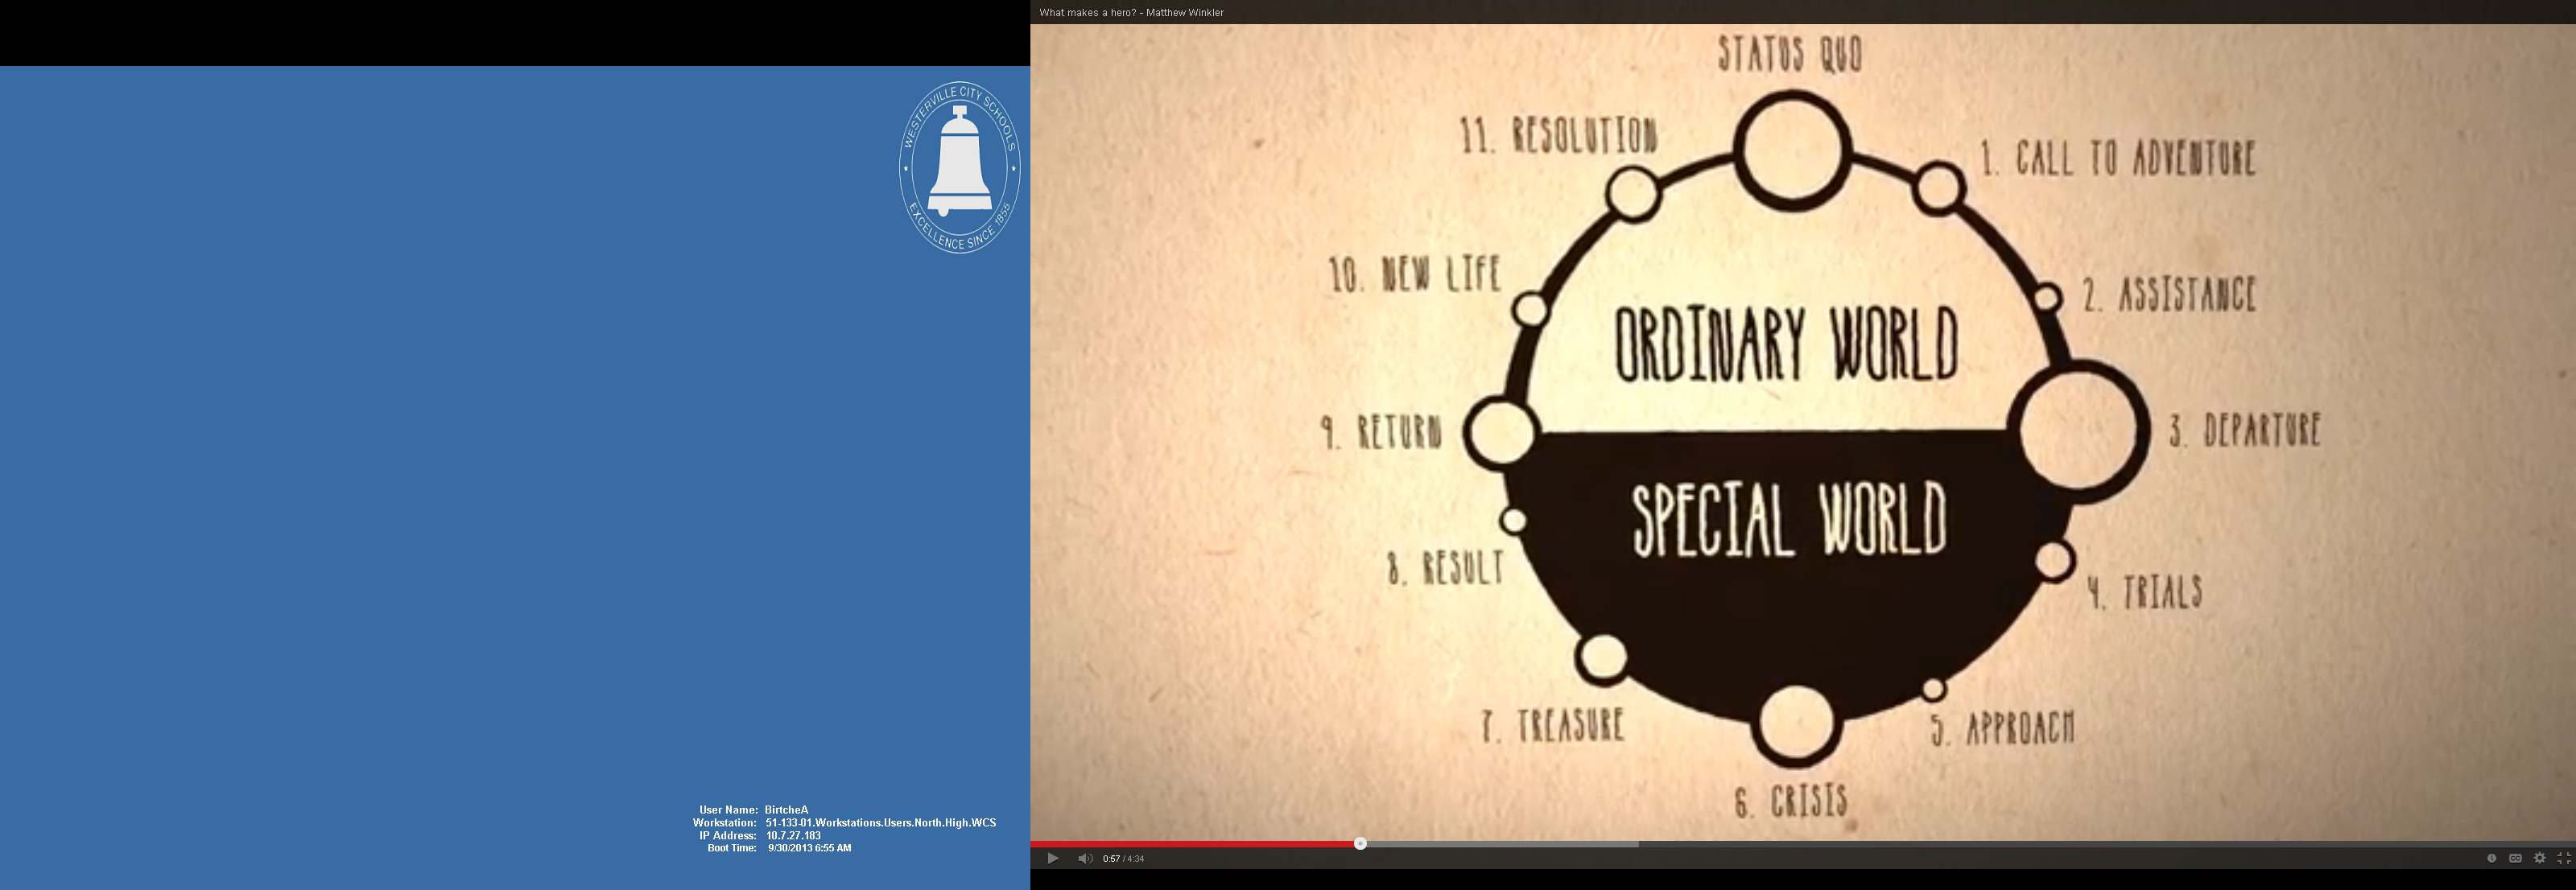 WESTERVILLE CITY SCHOOLS
EXCELLENCE SINCE 1855
User Name: BirtcheA
Workstation: 51-133-01.Workstations.Users.North.High.WCS
IP Address: 10.7.27.183
Boot Time: 9/30/2013 6:55 AM
What makes a hero? - Matthew Winkler
STATUS QUO
1. CALL TO ADVENTURE
2. ASSISTANCE
3. DEPARTURE
4. TRIALS
5. APPROACH
6. CRISIS
7. TREASURE
8. RESULT
9. RETURN
10. NEW LIFE
11. RESOLUTION
ORDINARY WORLD
SPECIAL WORLD
0:57 / 4:34
CC